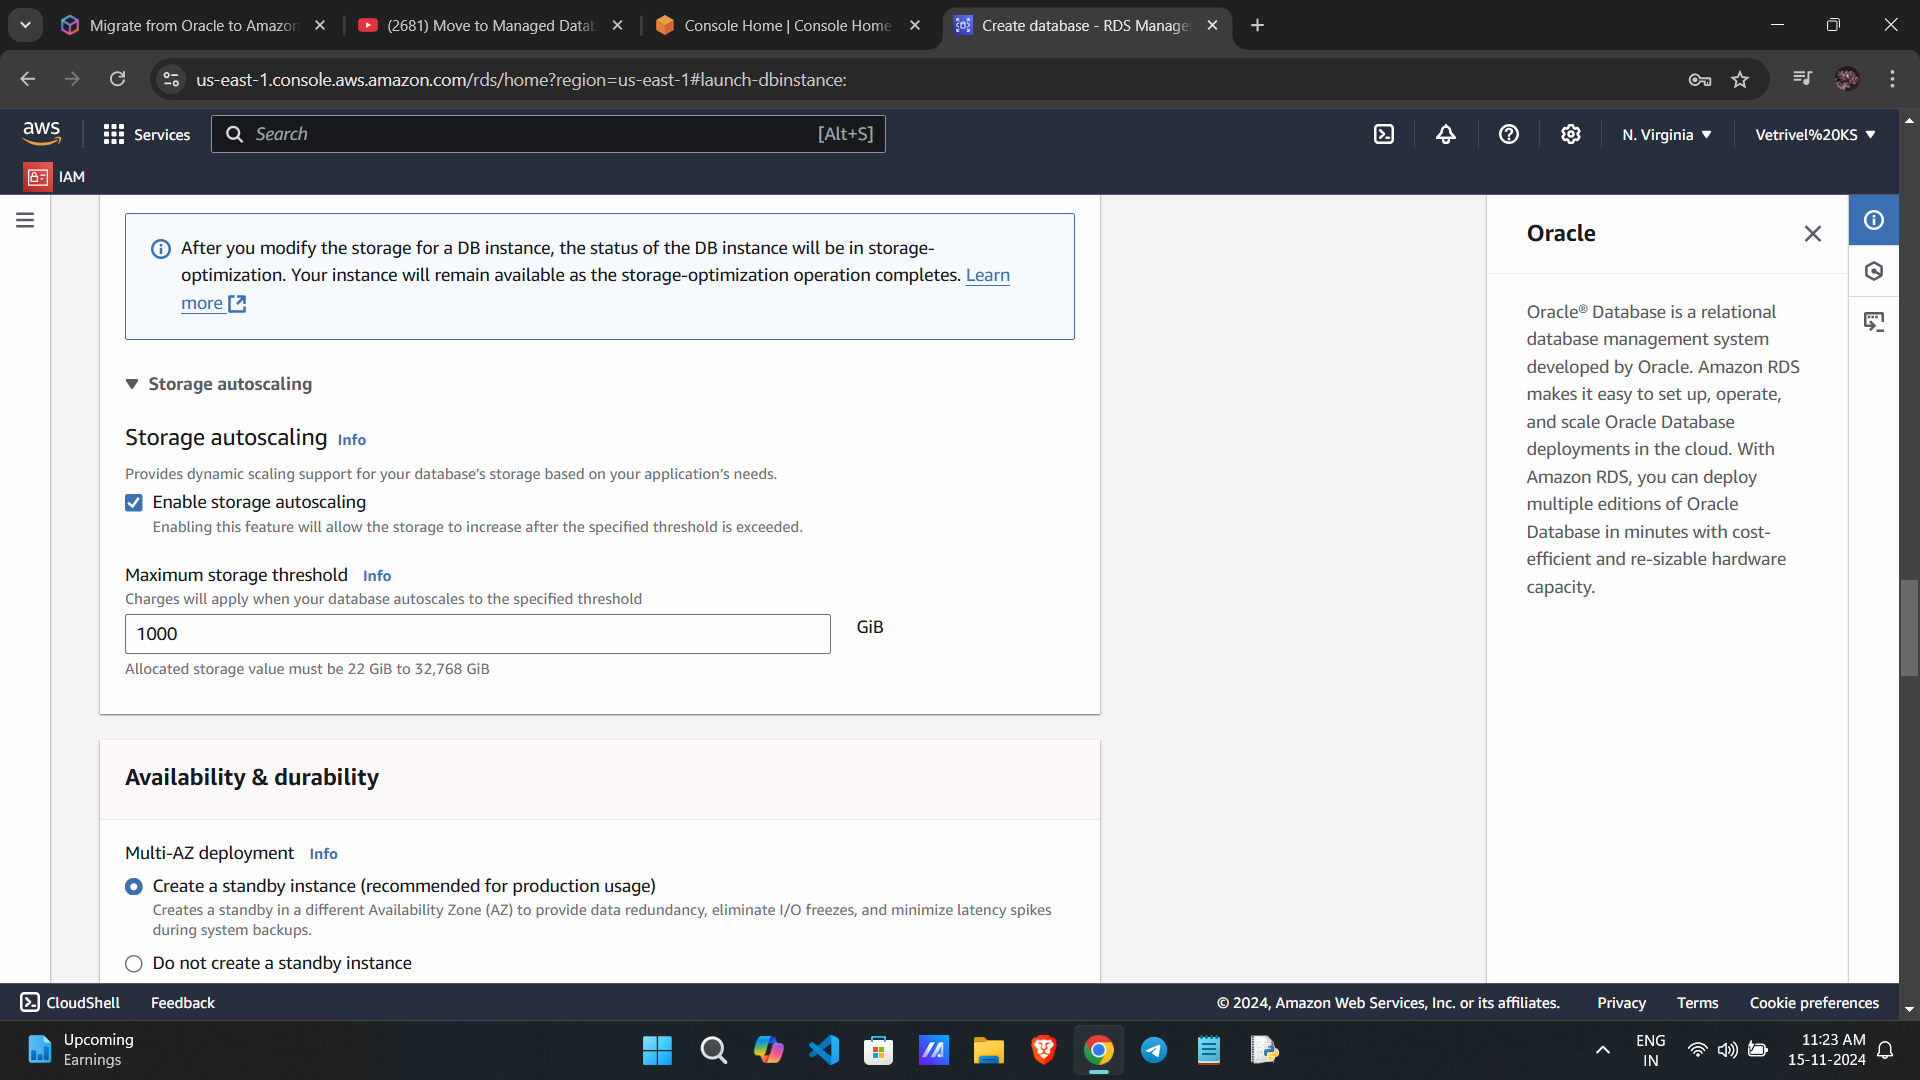 Migrate from Oracle to Amazon
(2681) Move to Managed Datab
Console Home | Console Home
Create database - RDS Manage
us-east-1.console.aws.amazon.com/rds/home?region=us-east-1#launch-dbinstance:
aws
Services
Search
[Alt+S]
N. Virginia
Vetrivel%20KS
IAM
After you modify the storage for a DB instance, the status of the DB instance will be in storage-
optimization. Your instance will remain available as the storage-optimization operation completes. Learn
more
Storage autoscaling
Storage autoscaling Info
Provides dynamic scaling support for your database's storage based on your application's needs.
Enable storage autoscaling
Enabling this feature will allow the storage to increase after the specified threshold is exceeded.
Maximum storage threshold Info
Charges will apply when your database autoscales to the specified threshold
1000
GiB
Allocated storage value must be 22 GiB to 32,768 GiB
Availability & durability
Multi-AZ deployment Info
Create a standby instance (recommended for production usage)
Creates a standby in a different Availability Zone (AZ) to provide data redundancy, eliminate I/O freezes, and minimize latency spikes
during system backups.
Do not create a standby instance
Oracle
Oracle® Database is a relational
database management system
developed by Oracle. Amazon RDS
makes it easy to set up, operate,
and scale Oracle Database
deployments in the cloud. With
Amazon RDS, you can deploy
multiple editions of Oracle
Database in minutes with cost-
efficient and re-sizable hardware
capacity.
CloudShell
Feedback
© 2024, Amazon Web Services, Inc. or its affiliates.
Privacy
Terms
Cookie preferences
Upcoming
Earnings
ENG
IN
11:23 AM
15-11-2024